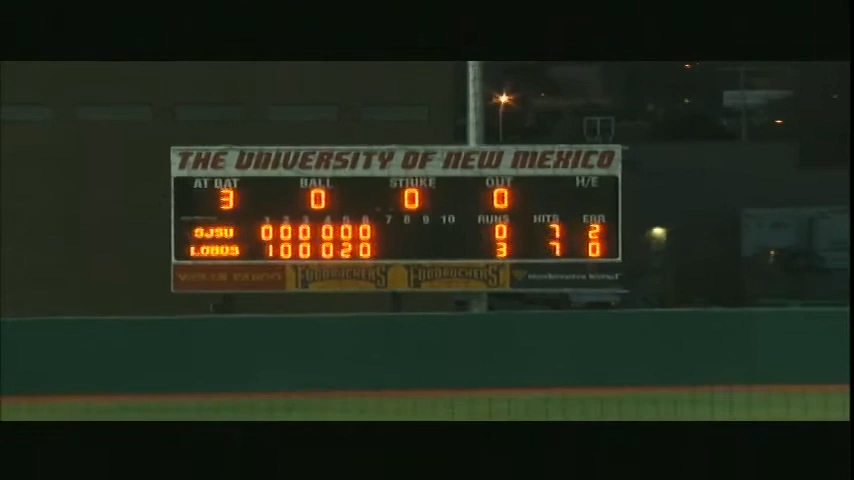 THE UNIVERSITY OF NEW MEXICO
AT BAT BALL STRIKE OUT H/E
3 0 0 0
1 2 3 4 5 6 7 8 9 10 RUNS HITS ERR
SJSU 0 0 0 0 0 0 0 7 2
LOBOS 1 0 0 0 2 0 3 7 0
WELLS FARGO FUDDRUCKERS FUDDRUCKERS